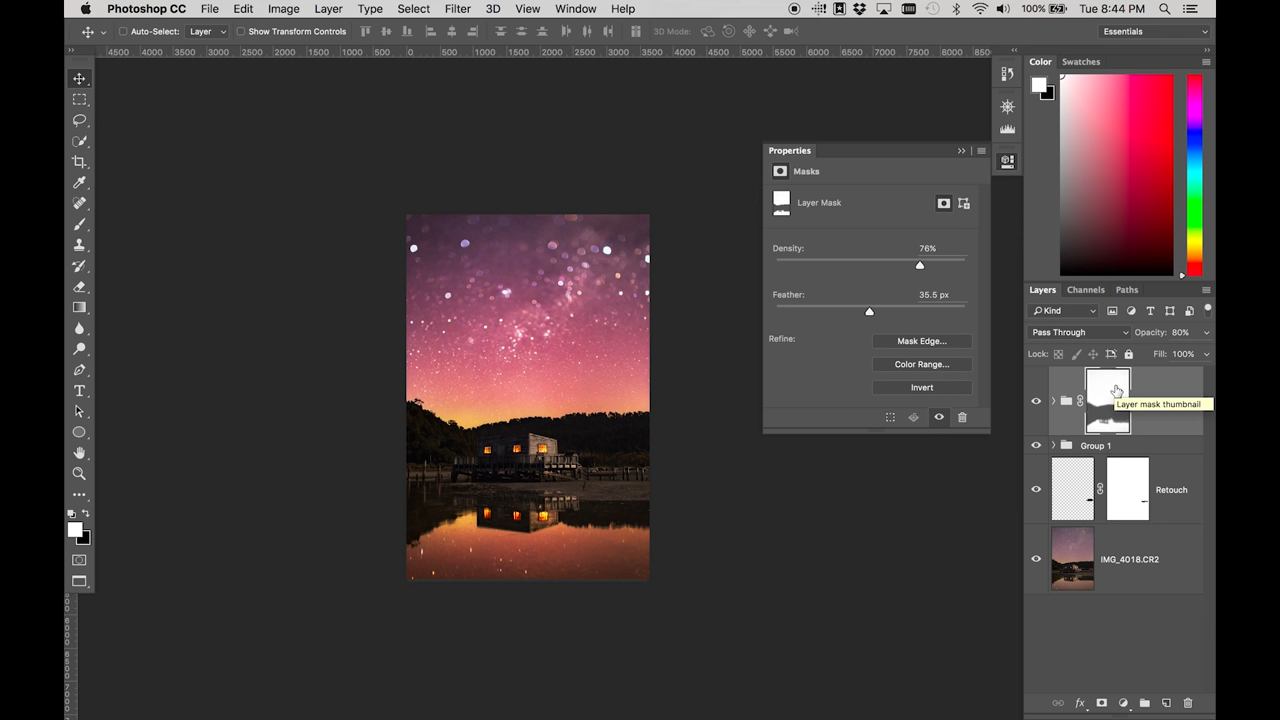 Photoshop CC File Edit Image Layer Type Select Filter 3D View Window Help 100% Tue 8:44 PM
Auto-Select: Layer Show Transform Controls 3D Mode: Essentials
4500 4000 3500 3000 2500 2000 1500 1000 500 0 500 1000 1500 2000 2500 3000 3500 4000 4500 5000 5500 6000 6500 7000 7500 8000 850
Color Swatches
Properties
Masks
Layer Mask
Density: 76%
Feather: 35.5 px
Refine: Mask Edge...
Color Range...
Invert
Layers Channels Paths
Kind
Pass Through Opacity: 80%
Lock: Fill: 100%
Layer mask thumbnail
Group 1
Retouch
IMG_4018.CR2